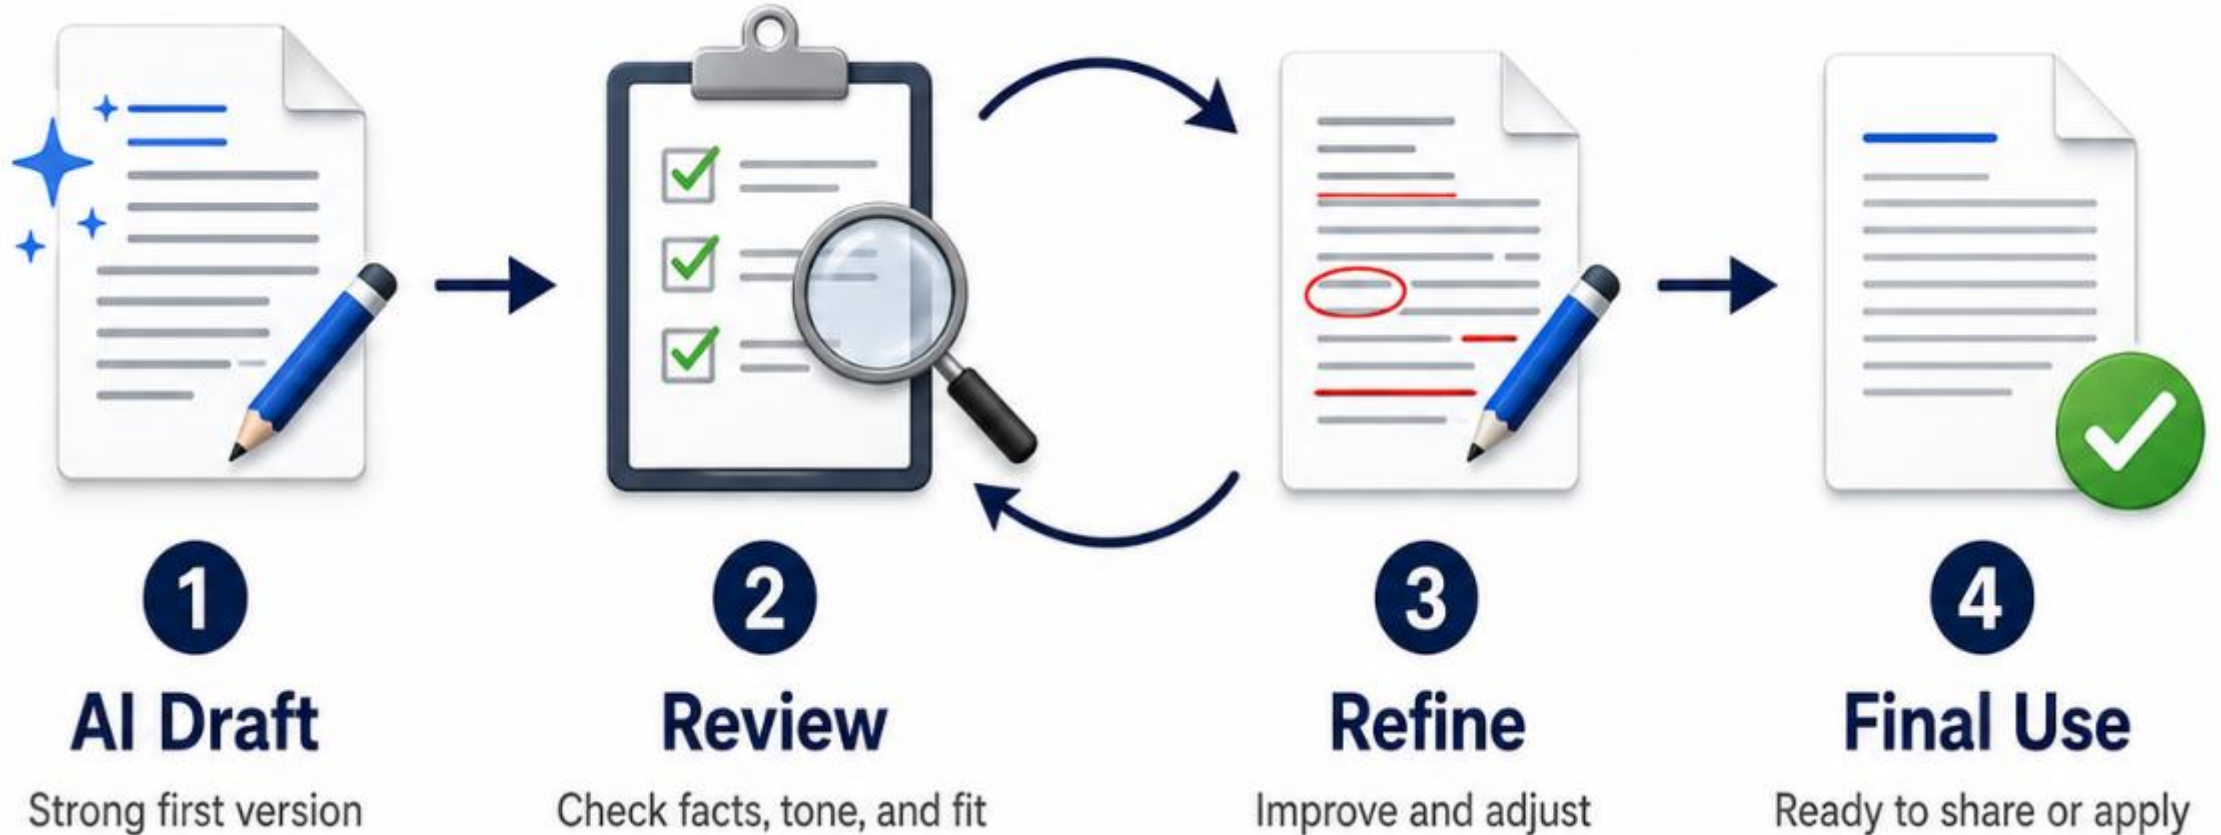 1
AI Draft
Strong first version
2
Review
Check facts, tone, and fit
3
Refine
Improve and adjust
4
Final Use
Ready to share or apply